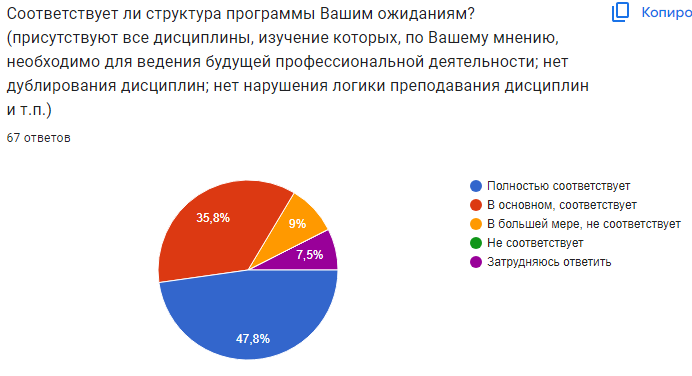 Соответствует ли структура программы Вашим ожиданиям?
Копиро
(присутствуют все дисциплины, изучение которых, по Вашему мнению,
необходимо для ведения будущей профессиональной деятельности; нет
дублирования дисциплин; нет нарушения логики преподавания дисциплин
и т.п.)
67 ответов
Полностью соответствует
В основном, соответствует
В большей мере, не соответствует
Не соответствует
Затрудняюсь ответить
35,8%
9%
7,5%
47,8%